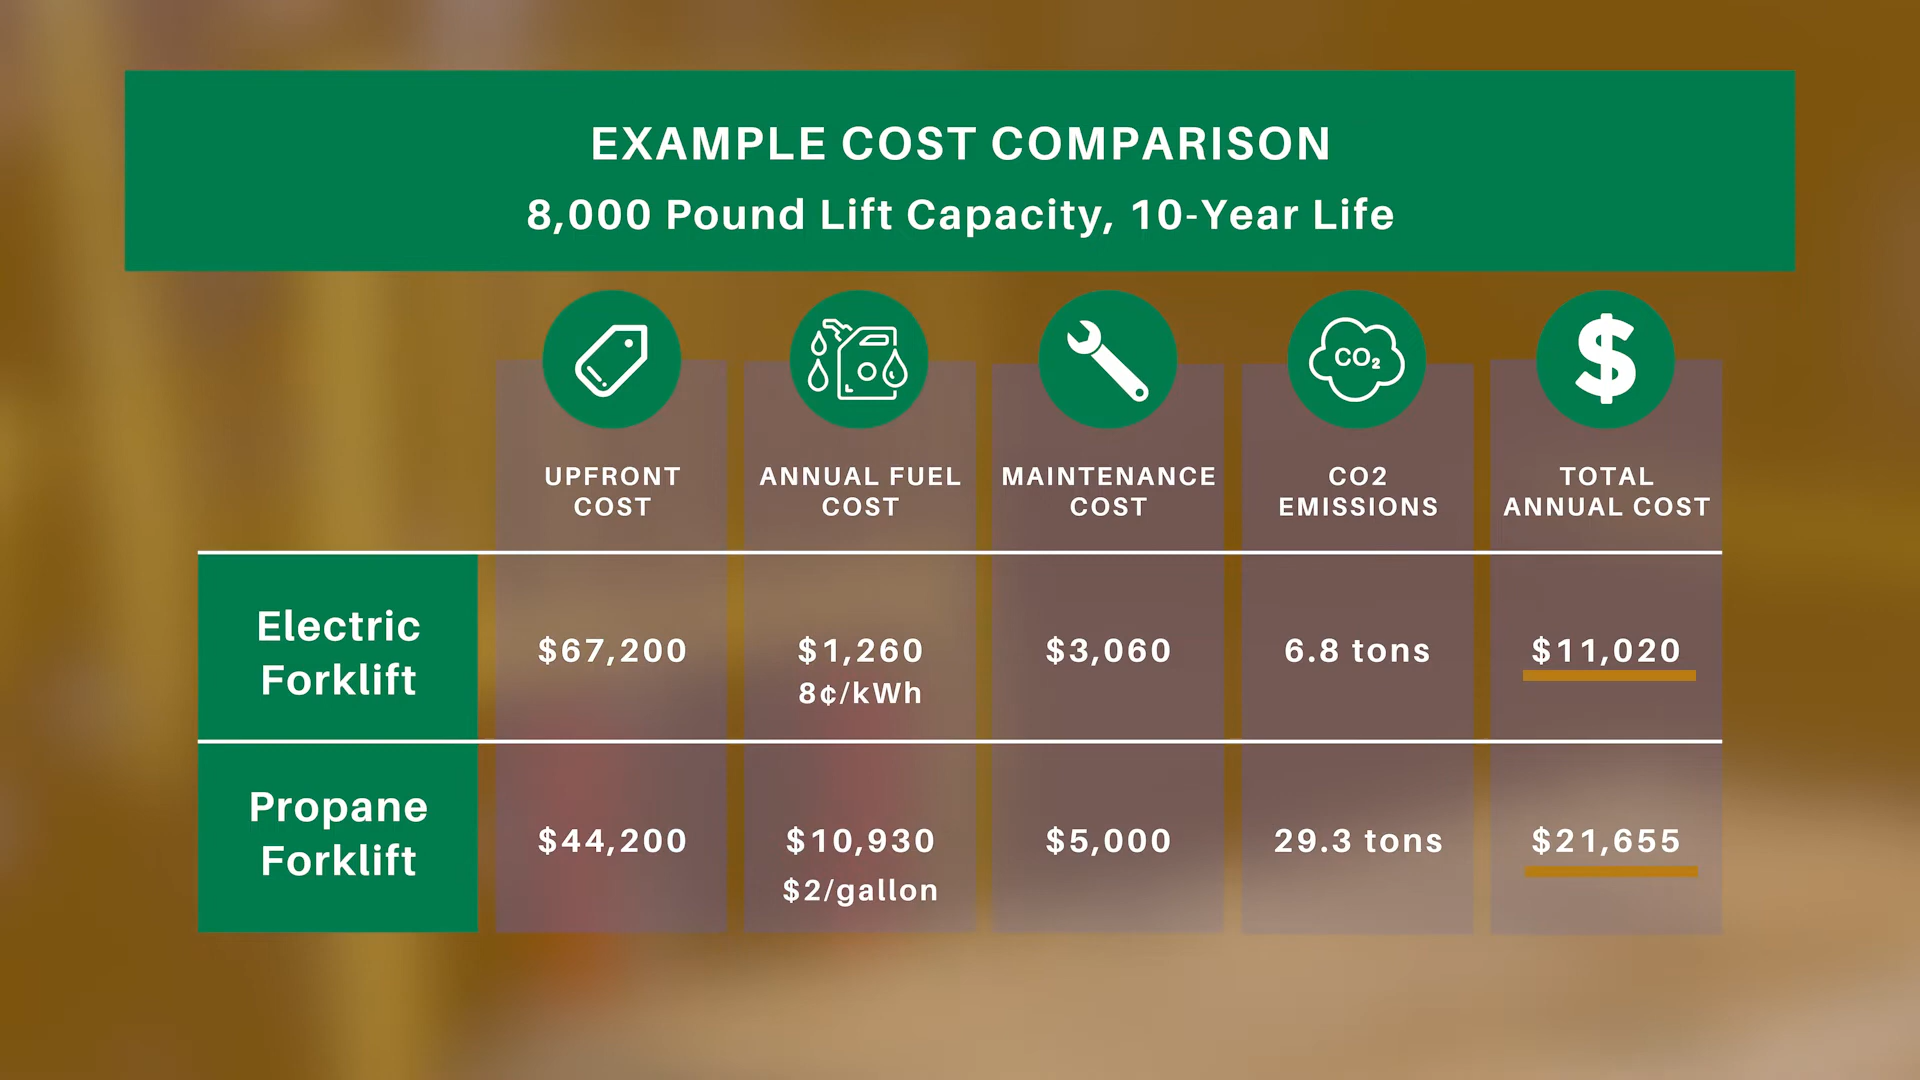 EXAMPLE COST COMPARISON
8,000 Pound Lift Capacity, 10-Year Life
CO₂
UPFRONT
COST
ANNUAL FUEL
COST
MAINTENANCE
COST
CO2
EMISSIONS
TOTAL
ANNUAL COST
Electric
Forklift
$67,200
$1,260
8¢/kWh
$3,060
6.8 tons
$11,020
Propane
Forklift
$44,200
$10,930
$2/gallon
$5,000
29.3 tons
$21,655